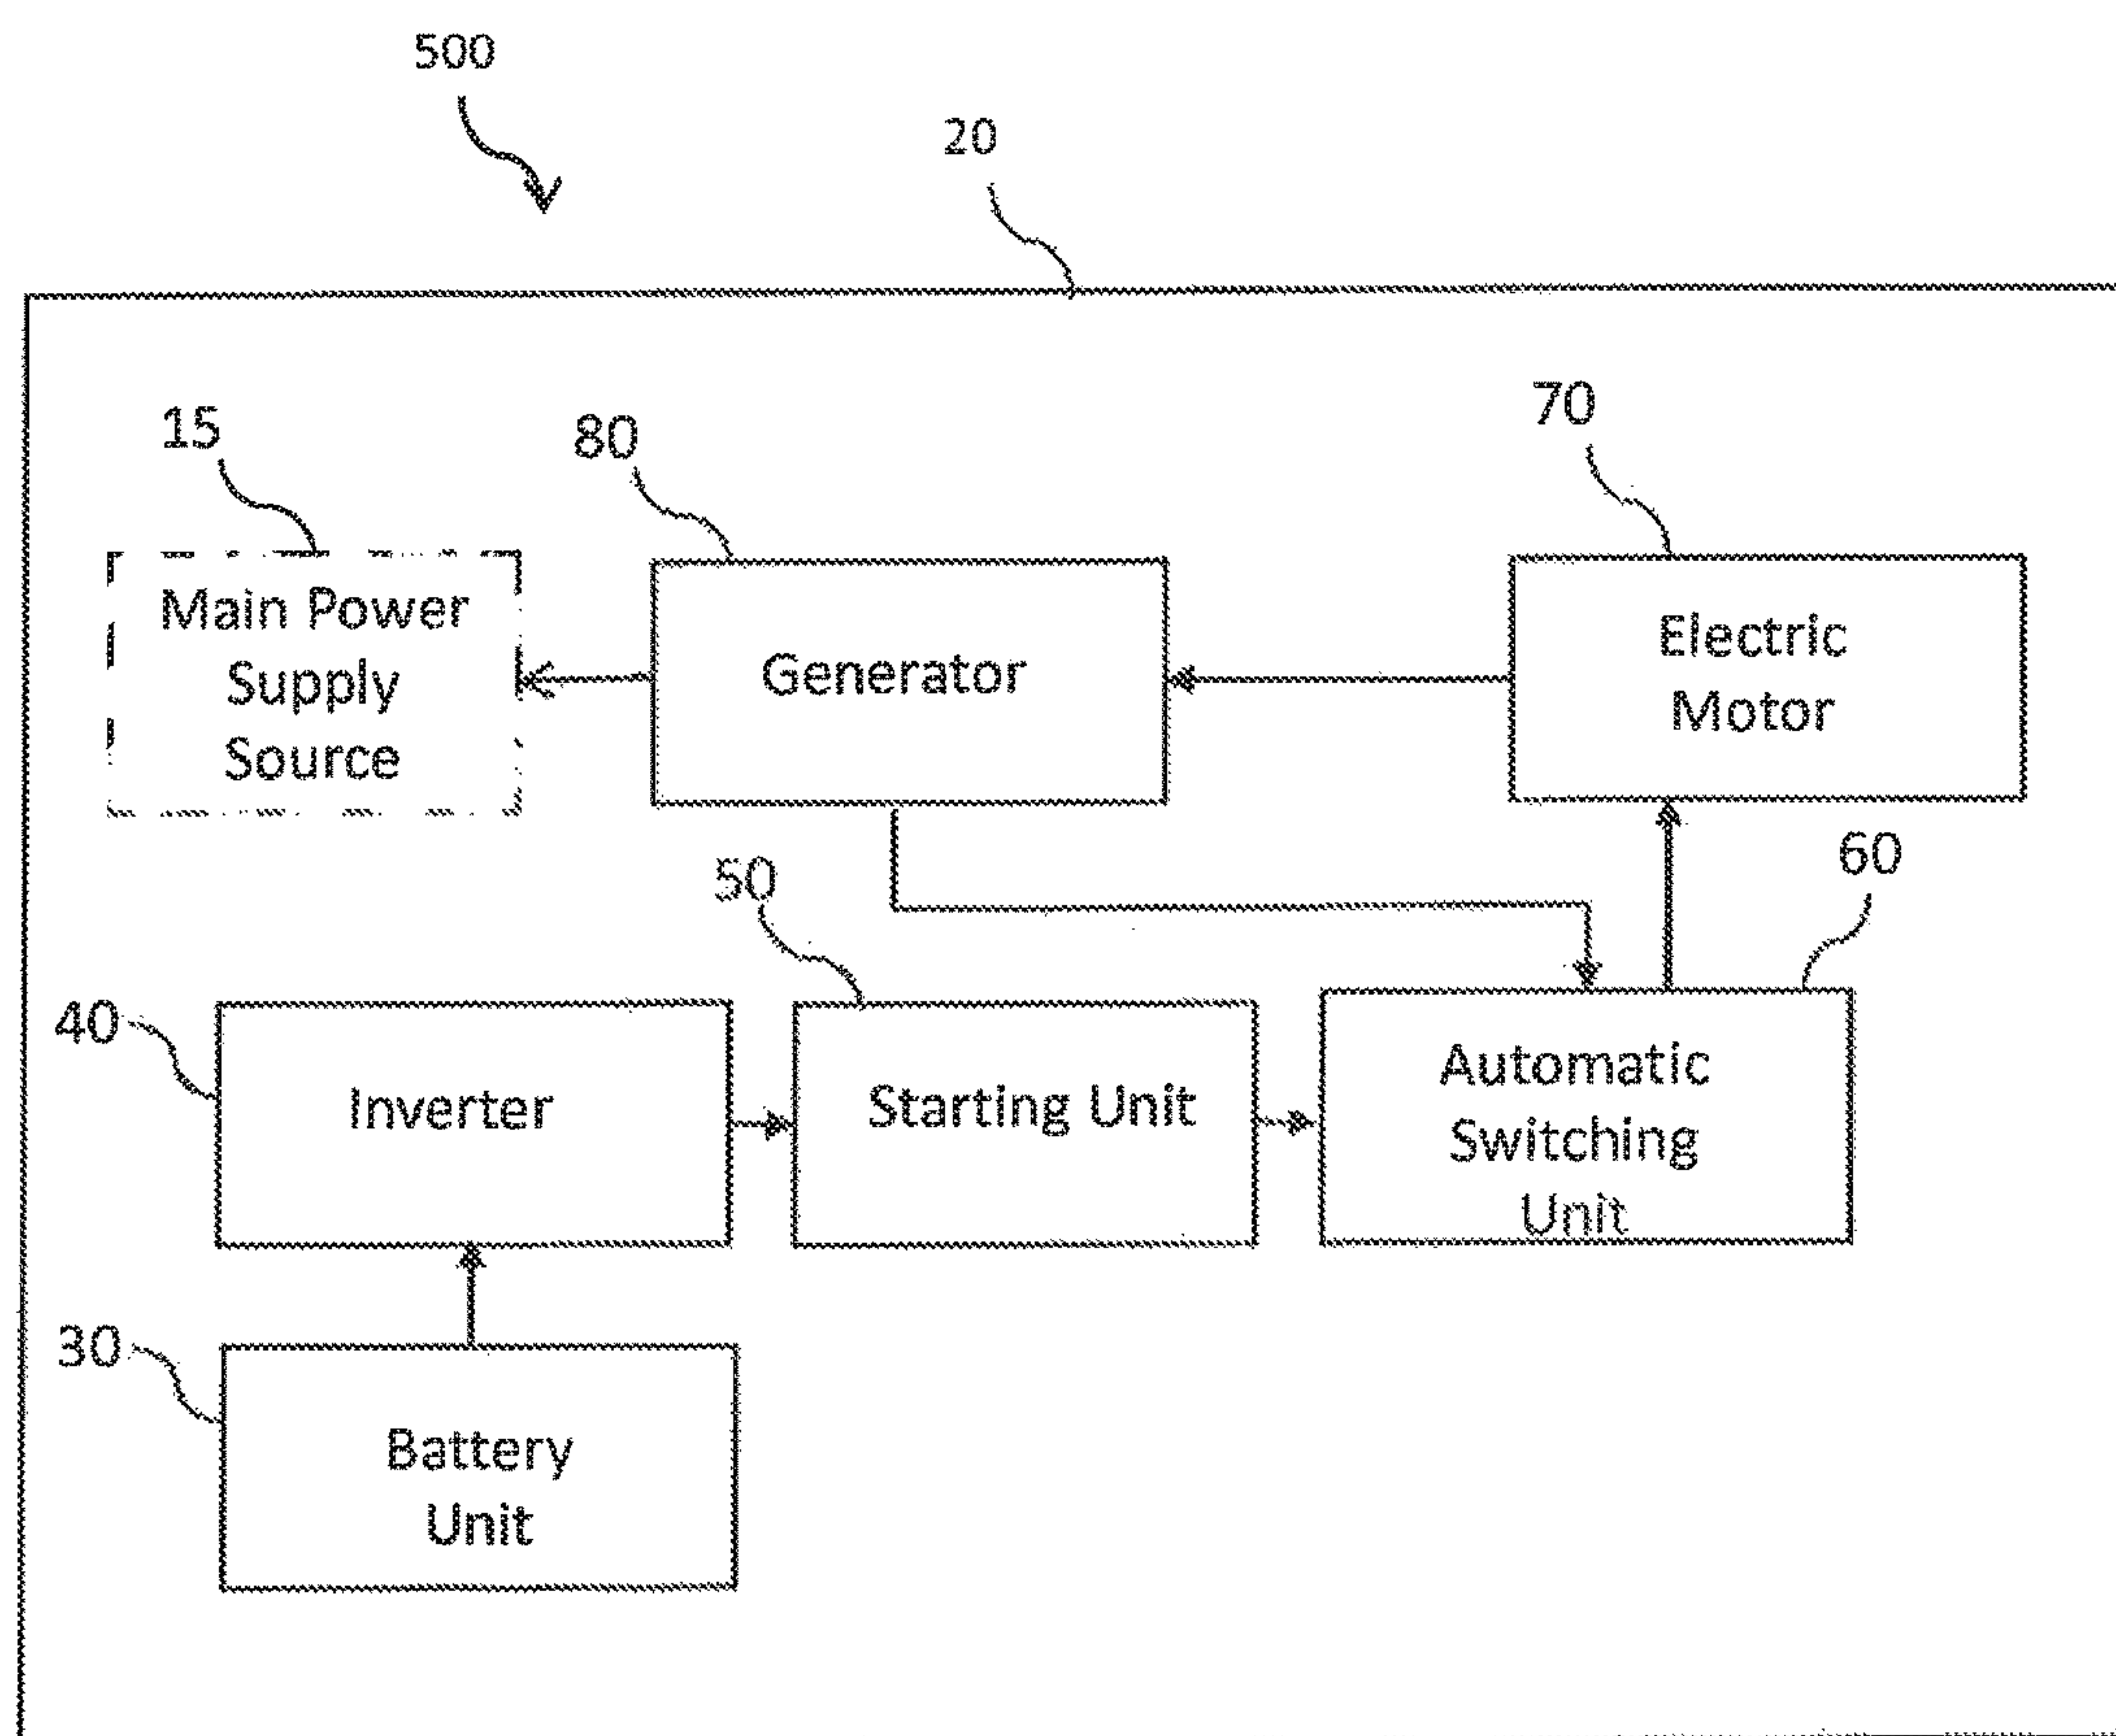 500
20
15
80
70
Main Power
Supply
Source
Generator
Electric
Motor
50
60
40
Inverter
Starting Unit
Automatic
Switching
Unit
30
Battery
Unit